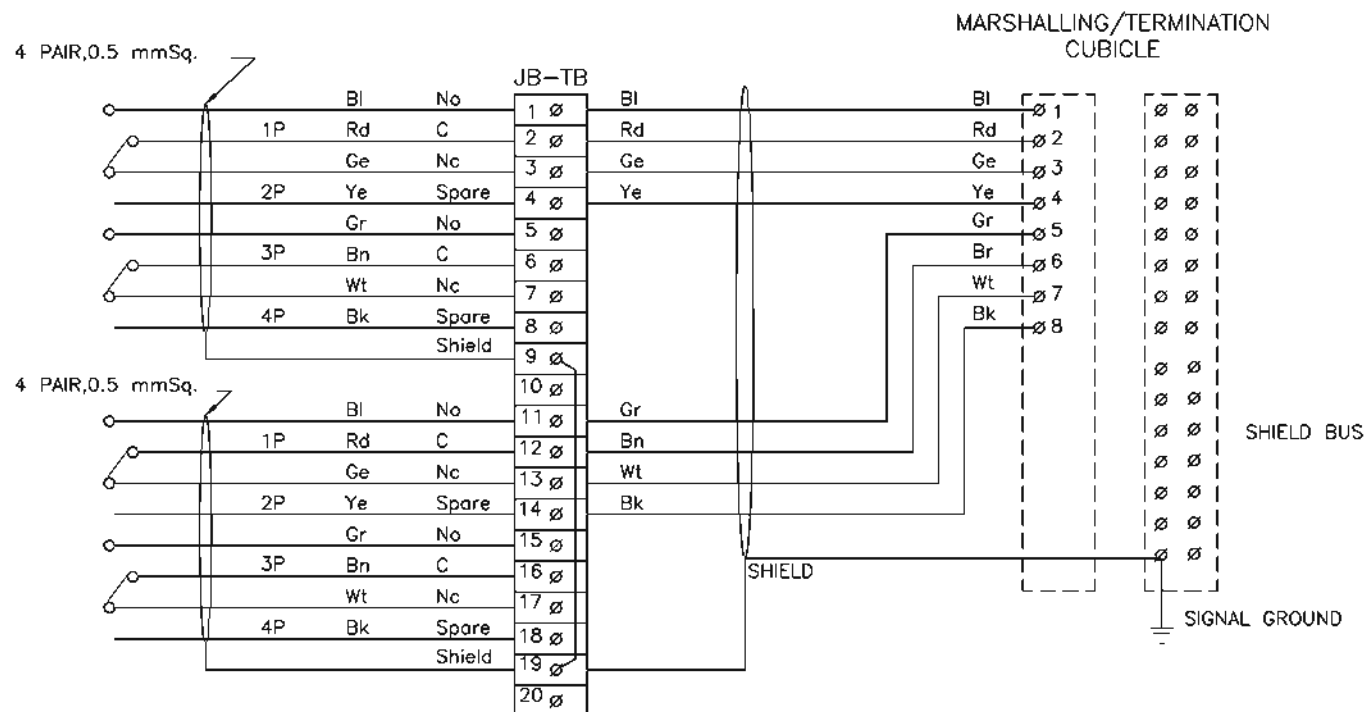 MARSHALLING/TERMINATION
CUBICLE
4 PAIR,0.5 mmSq.
JB-TB
Bl No 1 Bl Bl 1
1P Rd C 2 Rd Rd 2
Ge Nc 3 Ge Ge 3
2P Ye Spare 4 Ye Ye 4
Gr No 5 Gr 5
3P Bn C 6 Br 6
Wt Nc 7 Wt 7
4P Bk Spare 8 Bk 8
Shield 9
4 PAIR,0.5 mmSq.
10
Bl No 11 Gr
1P Rd C 12 Bn
Ge Nc 13 Wt
2P Ye Spare 14 Bk
Gr No 15
3P Bn C 16
Wt Nc 17
4P Bk Spare 18
Shield 19
20
SHIELD
SHIELD BUS
SIGNAL GROUND